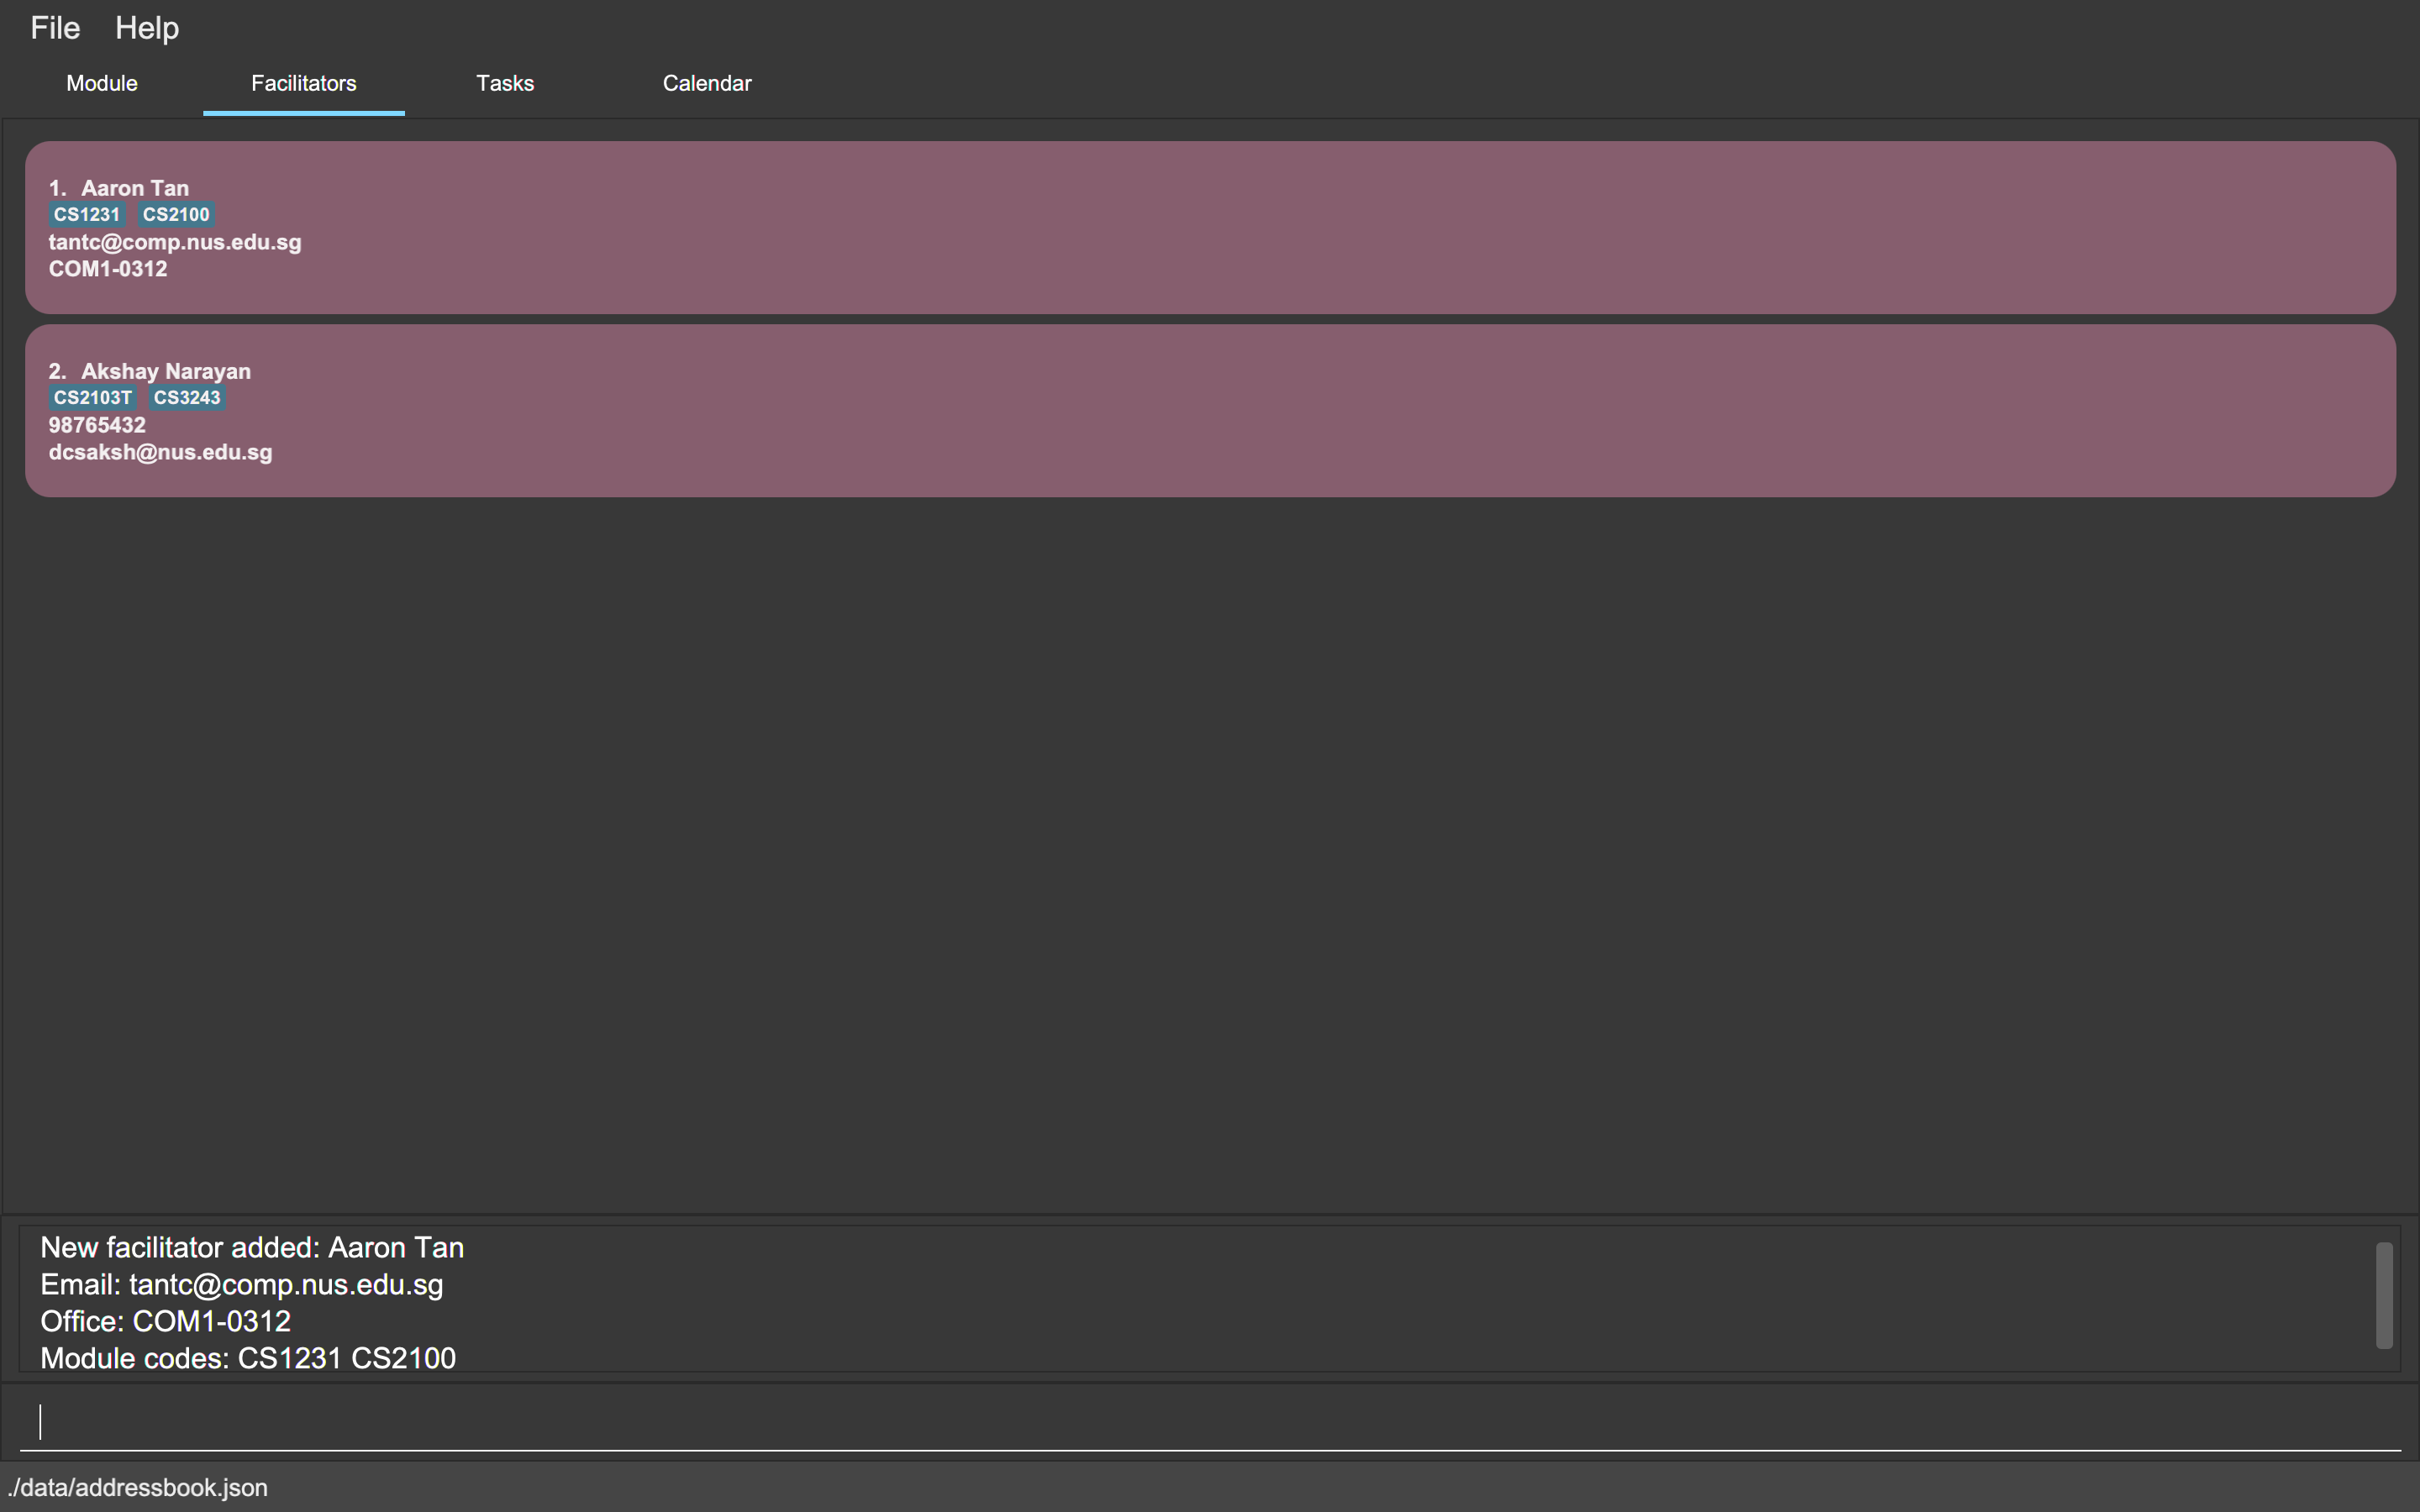 File Help
Module Facilitators Tasks Calendar
1. Aaron Tan
CS1231 CS2100
tantc@comp.nus.edu.sg
COM1-0312
2. Akshay Narayan
CS2103T CS3243
98765432
dcsaksh@nus.edu.sg
New facilitator added: Aaron Tan
Email: tantc@comp.nus.edu.sg
Office: COM1-0312
Module codes: CS1231 CS2100
./data/addressbook.json